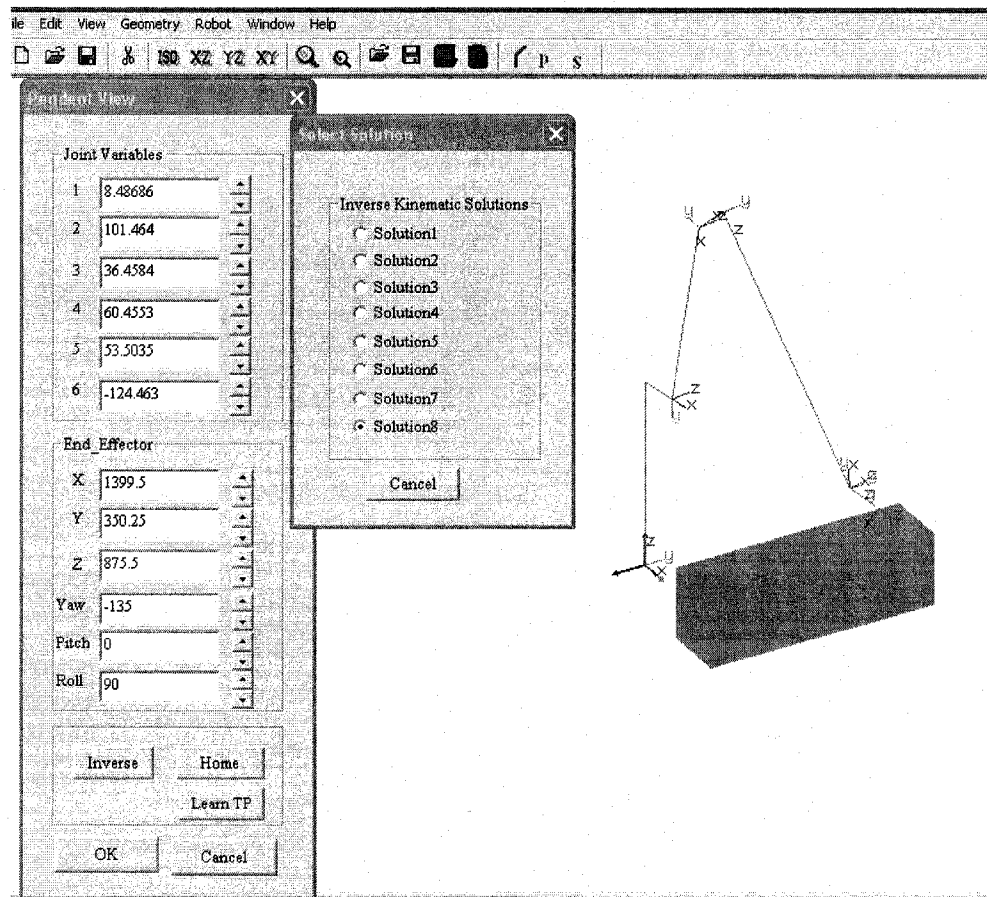 ile Edit View Geometry Robot Window Help
ISO XZ YZ XY P S
Pendent View
Select Solution
Joint Variables
1 8.48686
2 101.464
3 36.4584
4 60.4553
5 53.5035
6 -124.463
Inverse Kinematic Solutions
Solution1
Solution2
Solution3
Solution4
Solution5
Solution6
Solution7
Solution8
Cancel
End_Effector
X 1399.5
Y 350.25
Z 875.5
Yaw -135
Pitch 0
Roll 90
Inverse Home
Learn TP
OK Cancel
y
z
y
x
z
z
x
y
y
x
z
y
x